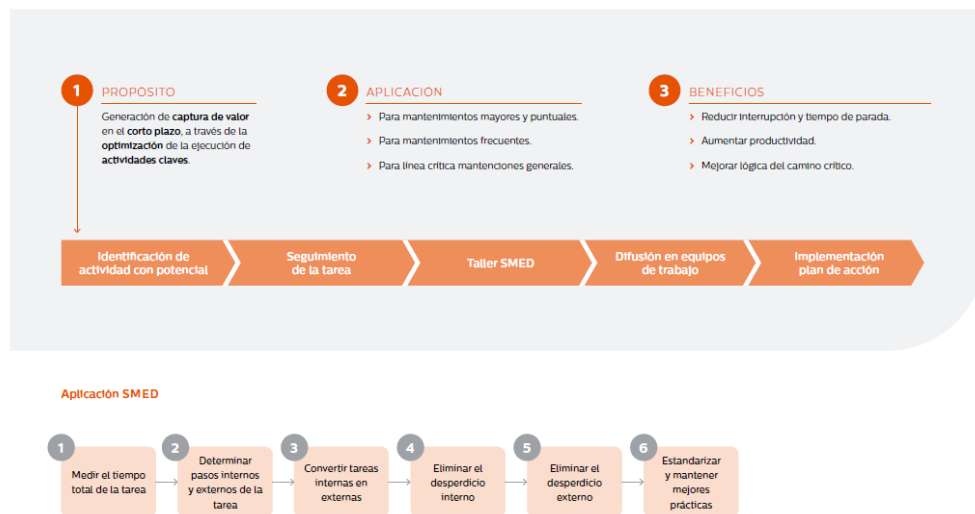 1
PROPÓSITO
Generación de captura de valor
en el corto plazo, a través de la
optimización de la ejecución de
actividades claves.
2
APLICACIÓN
› Para mantenimientos mayores y puntuales.
› Para mantenimientos frecuentes.
› Para línea crítica mantenciones generales.
3
BENEFICIOS
› Reducir interrupción y tiempo de parada.
› Aumentar productividad.
› Mejorar lógica del camino crítico.
Identificación de
actividad con potencial
Seguimiento
de la tarea
Taller SMED
Difusión en equipos
de trabajo
Implementación
plan de acción
Aplicación SMED
1
Medir el tiempo
total de la tarea
2
Determinar
pasos internos
y externos de la
tarea
3
Convertir tareas
internas en
externas
4
Eliminar el
desperdicio
interno
5
Eliminar el
desperdicio
externo
6
Estandarizar
y mantener
mejores
prácticas